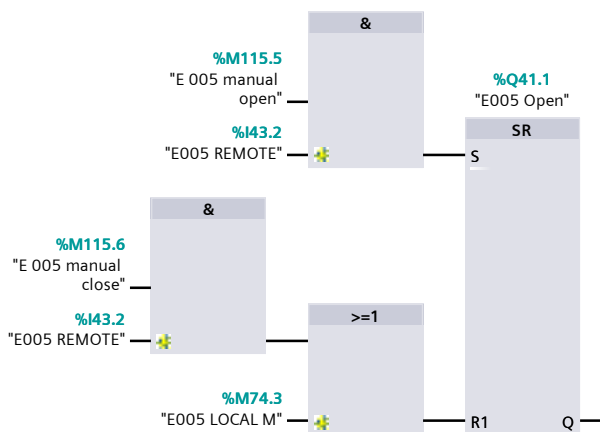 &
%M115.5
"E 005 manual
open"
%Q41.1
"E005 Open"
%I43.2
"E005 REMOTE"
SR
S
&
%M115.6
"E 005 manual
close"
%I43.2
"E005 REMOTE"
>=1
%M74.3
"E005 LOCAL M"
R1
Q